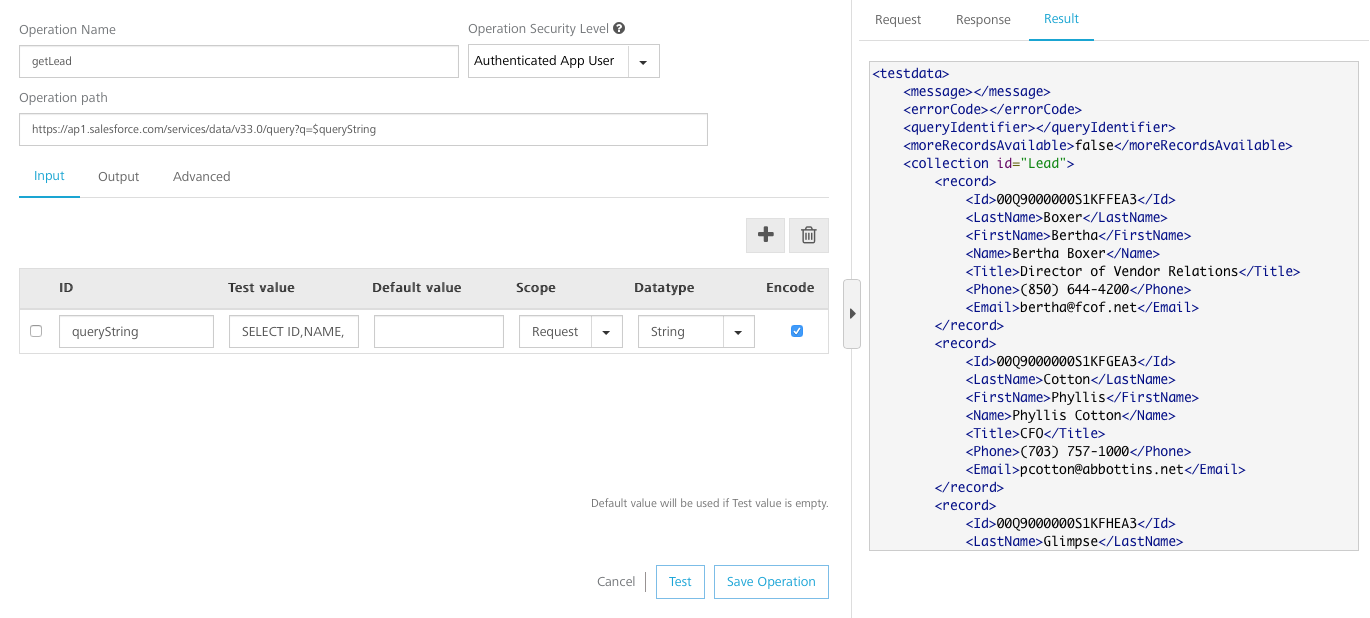 Operation Name
Operation Security Level ?
getLead
Authenticated App User
Operation path
https://ap1.salesforce.com/services/data/v33.0/query?q=$queryString
Input Output Advanced
ID Test value Default value Scope Datatype Encode
queryString SELECT ID,NAME, Request String
Default value will be used if Test value is empty.
Cancel Test Save Operation
Request Response Result
<testdata>
<message></message>
<errorCode></errorCode>
<queryIdentifier></queryIdentifier>
<moreRecordsAvailable>false</moreRecordsAvailable>
<collection id="Lead">
<record>
<Id>00Q9000000S1KFFEA3</Id>
<LastName>Boxer</LastName>
<FirstName>Bertha</FirstName>
<Name>Bertha Boxer</Name>
<Title>Director of Vendor Relations</Title>
<Phone>(850) 644-4200</Phone>
<Email>bertha@fcof.net</Email>
</record>
<record>
<Id>00Q9000000S1KFGEA3</Id>
<LastName>Cotton</LastName>
<FirstName>Phyllis</FirstName>
<Name>Phyllis Cotton</Name>
<Title>CFO</Title>
<Phone>(703) 757-1000</Phone>
<Email>pcotton@abbottins.net</Email>
</record>
<record>
<Id>00Q9000000S1KFHEA3</Id>
<LastName>Glimpse</LastName>